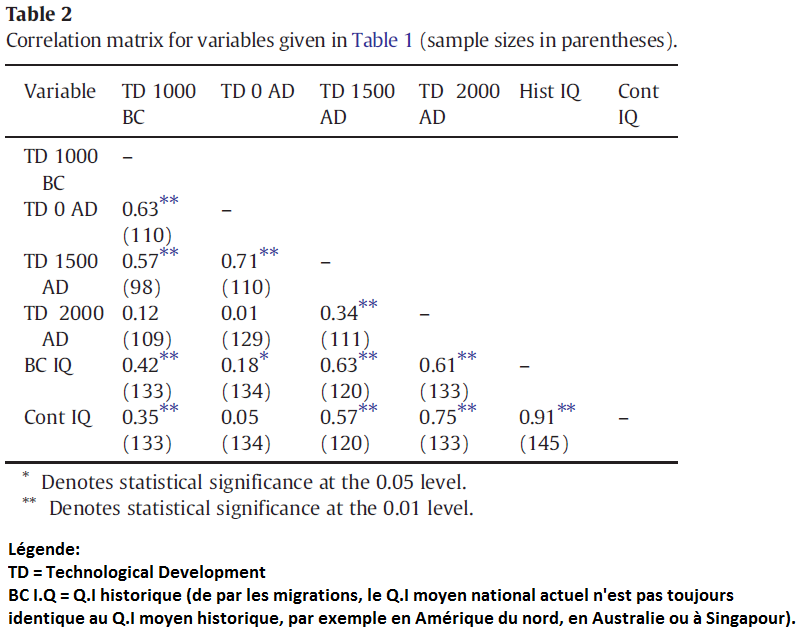 Table 2
Correlation matrix for variables given in Table 1 (sample sizes in parentheses).
Variable TD 1000 BC TD 0 AD TD 1500 AD TD 2000 AD Hist IQ Cont IQ
TD 1000 BC –
TD 0 AD 0.63** –
(110)
TD 1500 AD 0.57** 0.71** –
(98) (110)
TD 2000 AD 0.12 0.01 0.34** –
(109) (129) (111)
BC IQ 0.42** 0.18* 0.63** 0.61** –
(133) (134) (120) (133)
Cont IQ 0.35** 0.05 0.57** 0.75** 0.91** –
(133) (134) (120) (133) (145)
* Denotes statistical significance at the 0.05 level.
** Denotes statistical significance at the 0.01 level.
Légende:
TD = Technological Development
BC I.Q = Q.I historique (de par les migrations, le Q.I moyen national actuel n'est pas toujours
identique au Q.I moyen historique, par exemple en Amérique du nord, en Australie ou à Singapour).